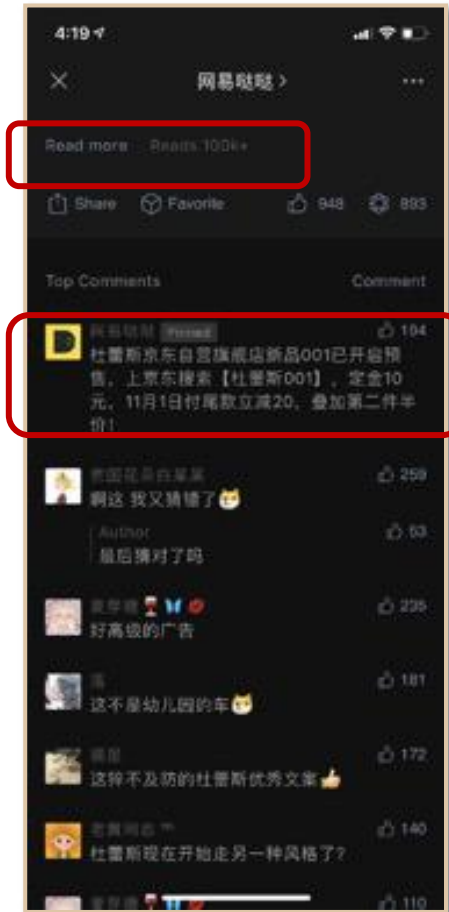 4:19
网易哒哒 >
Read more Reads 100k+
Share Favorite 948 893
Top Comments Comment
Pinned 194
杜蕾斯京东自营旗舰店新品001已开启预
售，上京东搜索【杜蕾斯001】，定金10
元，11月1日付尾款立减20，叠加第二件半
价！
259
啊这 我又猜错了
Author 53
最后猜对了吗
235
好高级的广告
181
这不是幼儿园的车
172
这猝不及防的杜蕾斯优秀文案
140
杜蕾斯现在开始走另一种风格了？
110